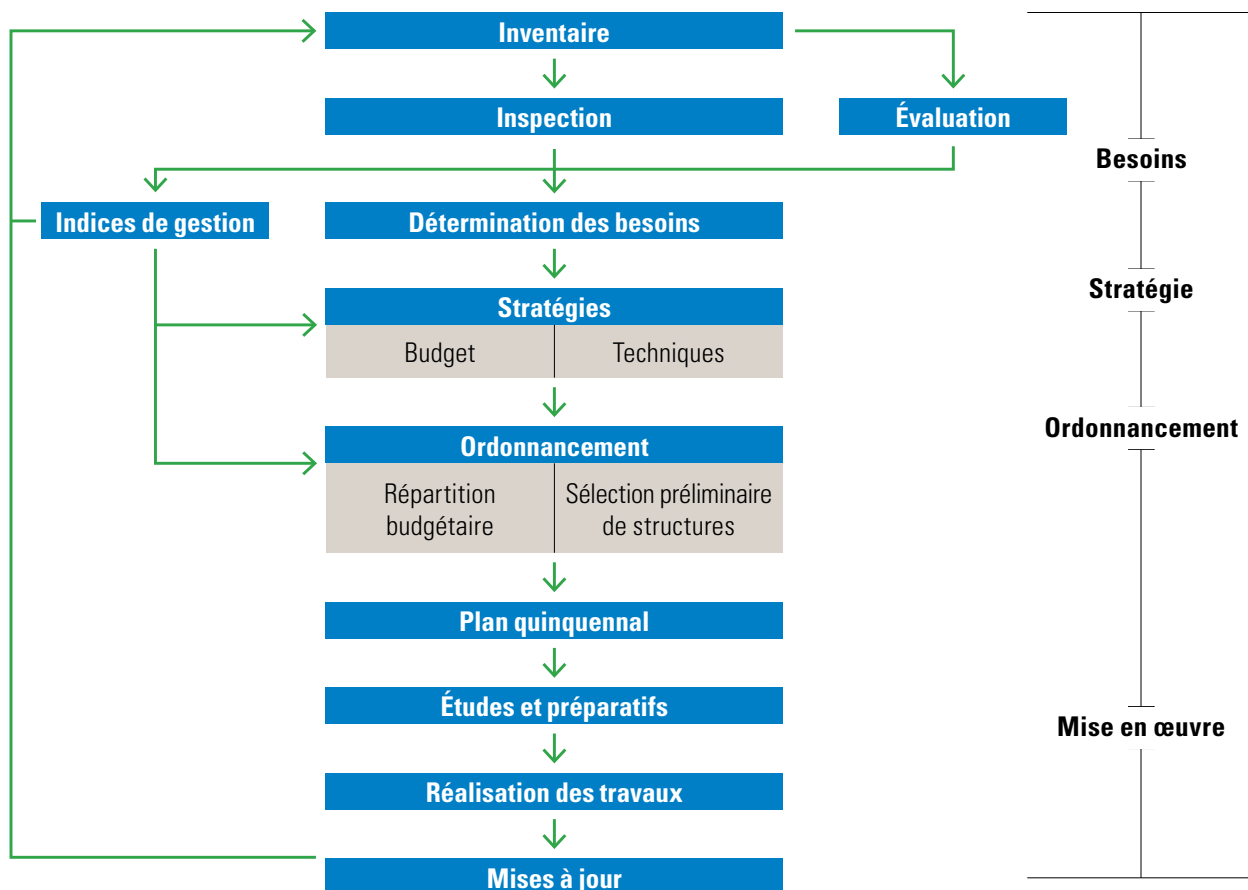 Inventaire
Inspection
Évaluation
Indices de gestion
Détermination des besoins
Stratégies
Budget
Techniques
Ordonnancement
Répartition
budgétaire
Sélection préliminaire
de structures
Plan quinquennal
Études et préparatifs
Réalisation des travaux
Mises à jour
Besoins
Stratégie
Ordonnancement
Mise en œuvre